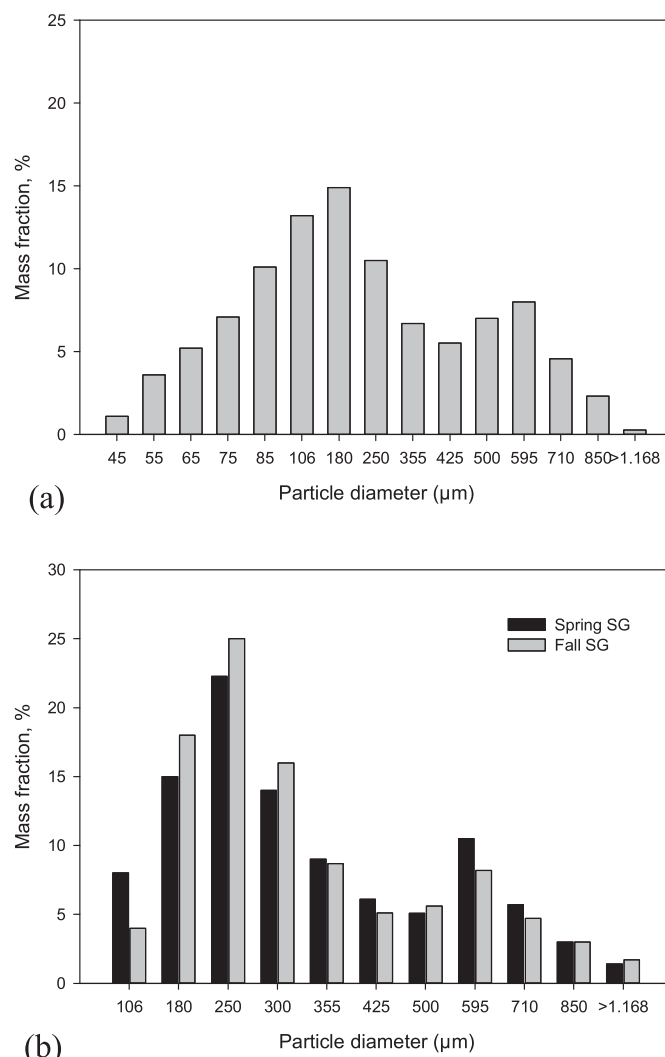 25
20
15
10
5
0
Mass fraction, %
45 55 65 75 85 106 180 250 355 425 500 595 710 850 >1.168
Particle diameter (µm)
(a)
30
25
20
15
10
5
0
Mass fraction, %
Spring SG
Fall SG
106 180 250 300 355 425 500 595 710 850 >1.168
Particle diameter (µm)
(b)